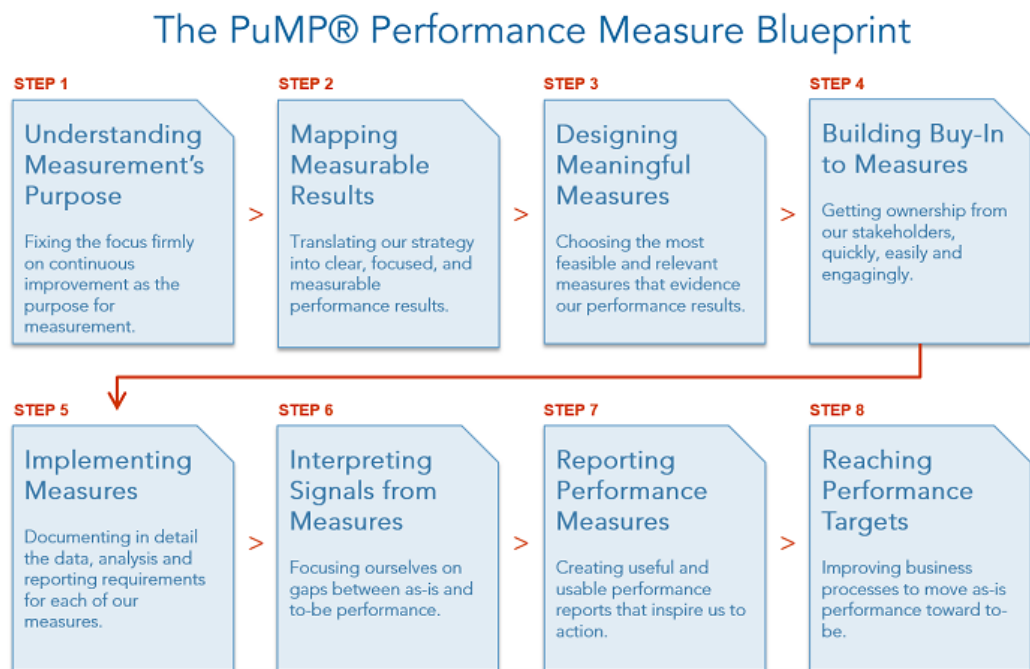 The PuMP® Performance Measure Blueprint
STEP 1
Understanding
Measurement's
Purpose
Fixing the focus firmly
on continuous
improvement as the
purpose for
measurement.
>
STEP 2
Mapping
Measurable
Results
Translating our strategy
into clear, focused, and
measurable
performance results.
>
STEP 3
Designing
Meaningful
Measures
Choosing the most
feasible and relevant
measures that evidence
our performance results.
>
STEP 4
Building Buy-In
to Measures
Getting ownership from
our stakeholders,
quickly, easily and
engagingly.
STEP 5
Implementing
Measures
Documenting in detail
the data, analysis and
reporting requirements
for each of our
measures.
>
STEP 6
Interpreting
Signals from
Measures
Focusing ourselves on
gaps between as-is and
to-be performance.
>
STEP 7
Reporting
Performance
Measures
Creating useful and
usable performance
reports that inspire us to
action.
>
STEP 8
Reaching
Performance
Targets
Improving business
processes to move as-is
performance toward to-
be.